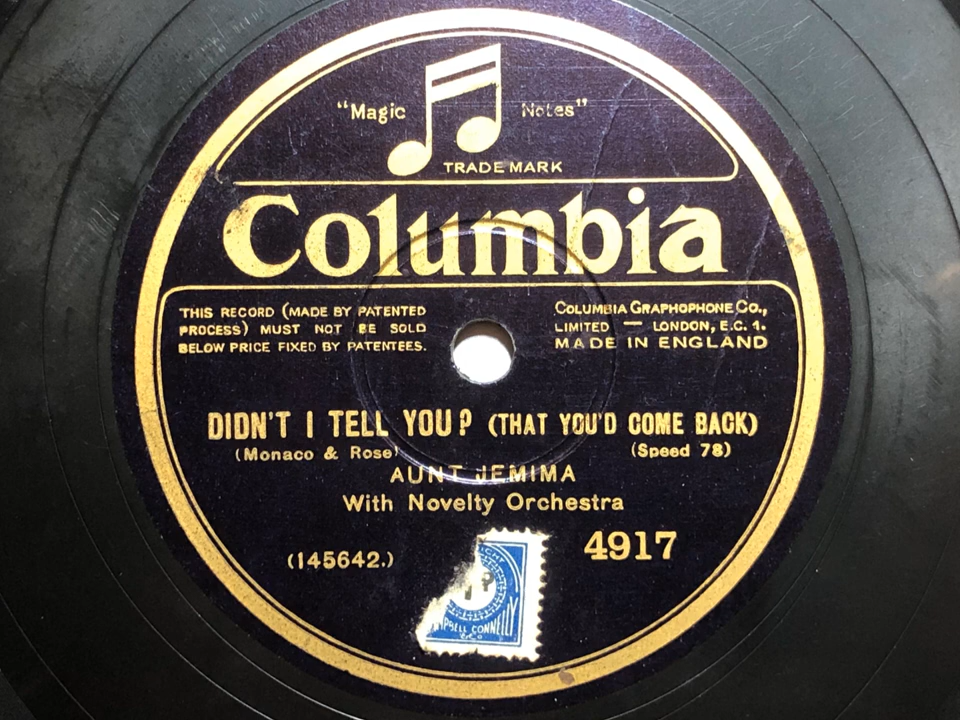 "Magic Notes"
TRADE MARK
Columbia
THIS RECORD (MADE BY PATENTED
PROCESS) MUST NOT BE SOLD
BELOW PRICE FIXED BY PATENTEES.
COLUMBIA GRAPHOPHONE CO.,
LIMITED — LONDON, E.C. 1.
MADE IN ENGLAND
DIDN'T I TELL YOU? (THAT YOU'D COME BACK)
(Monaco & Rose) (Speed 78)
AUNT JEMIMA
With Novelty Orchestra
(145642.) 4917
CONNELLY